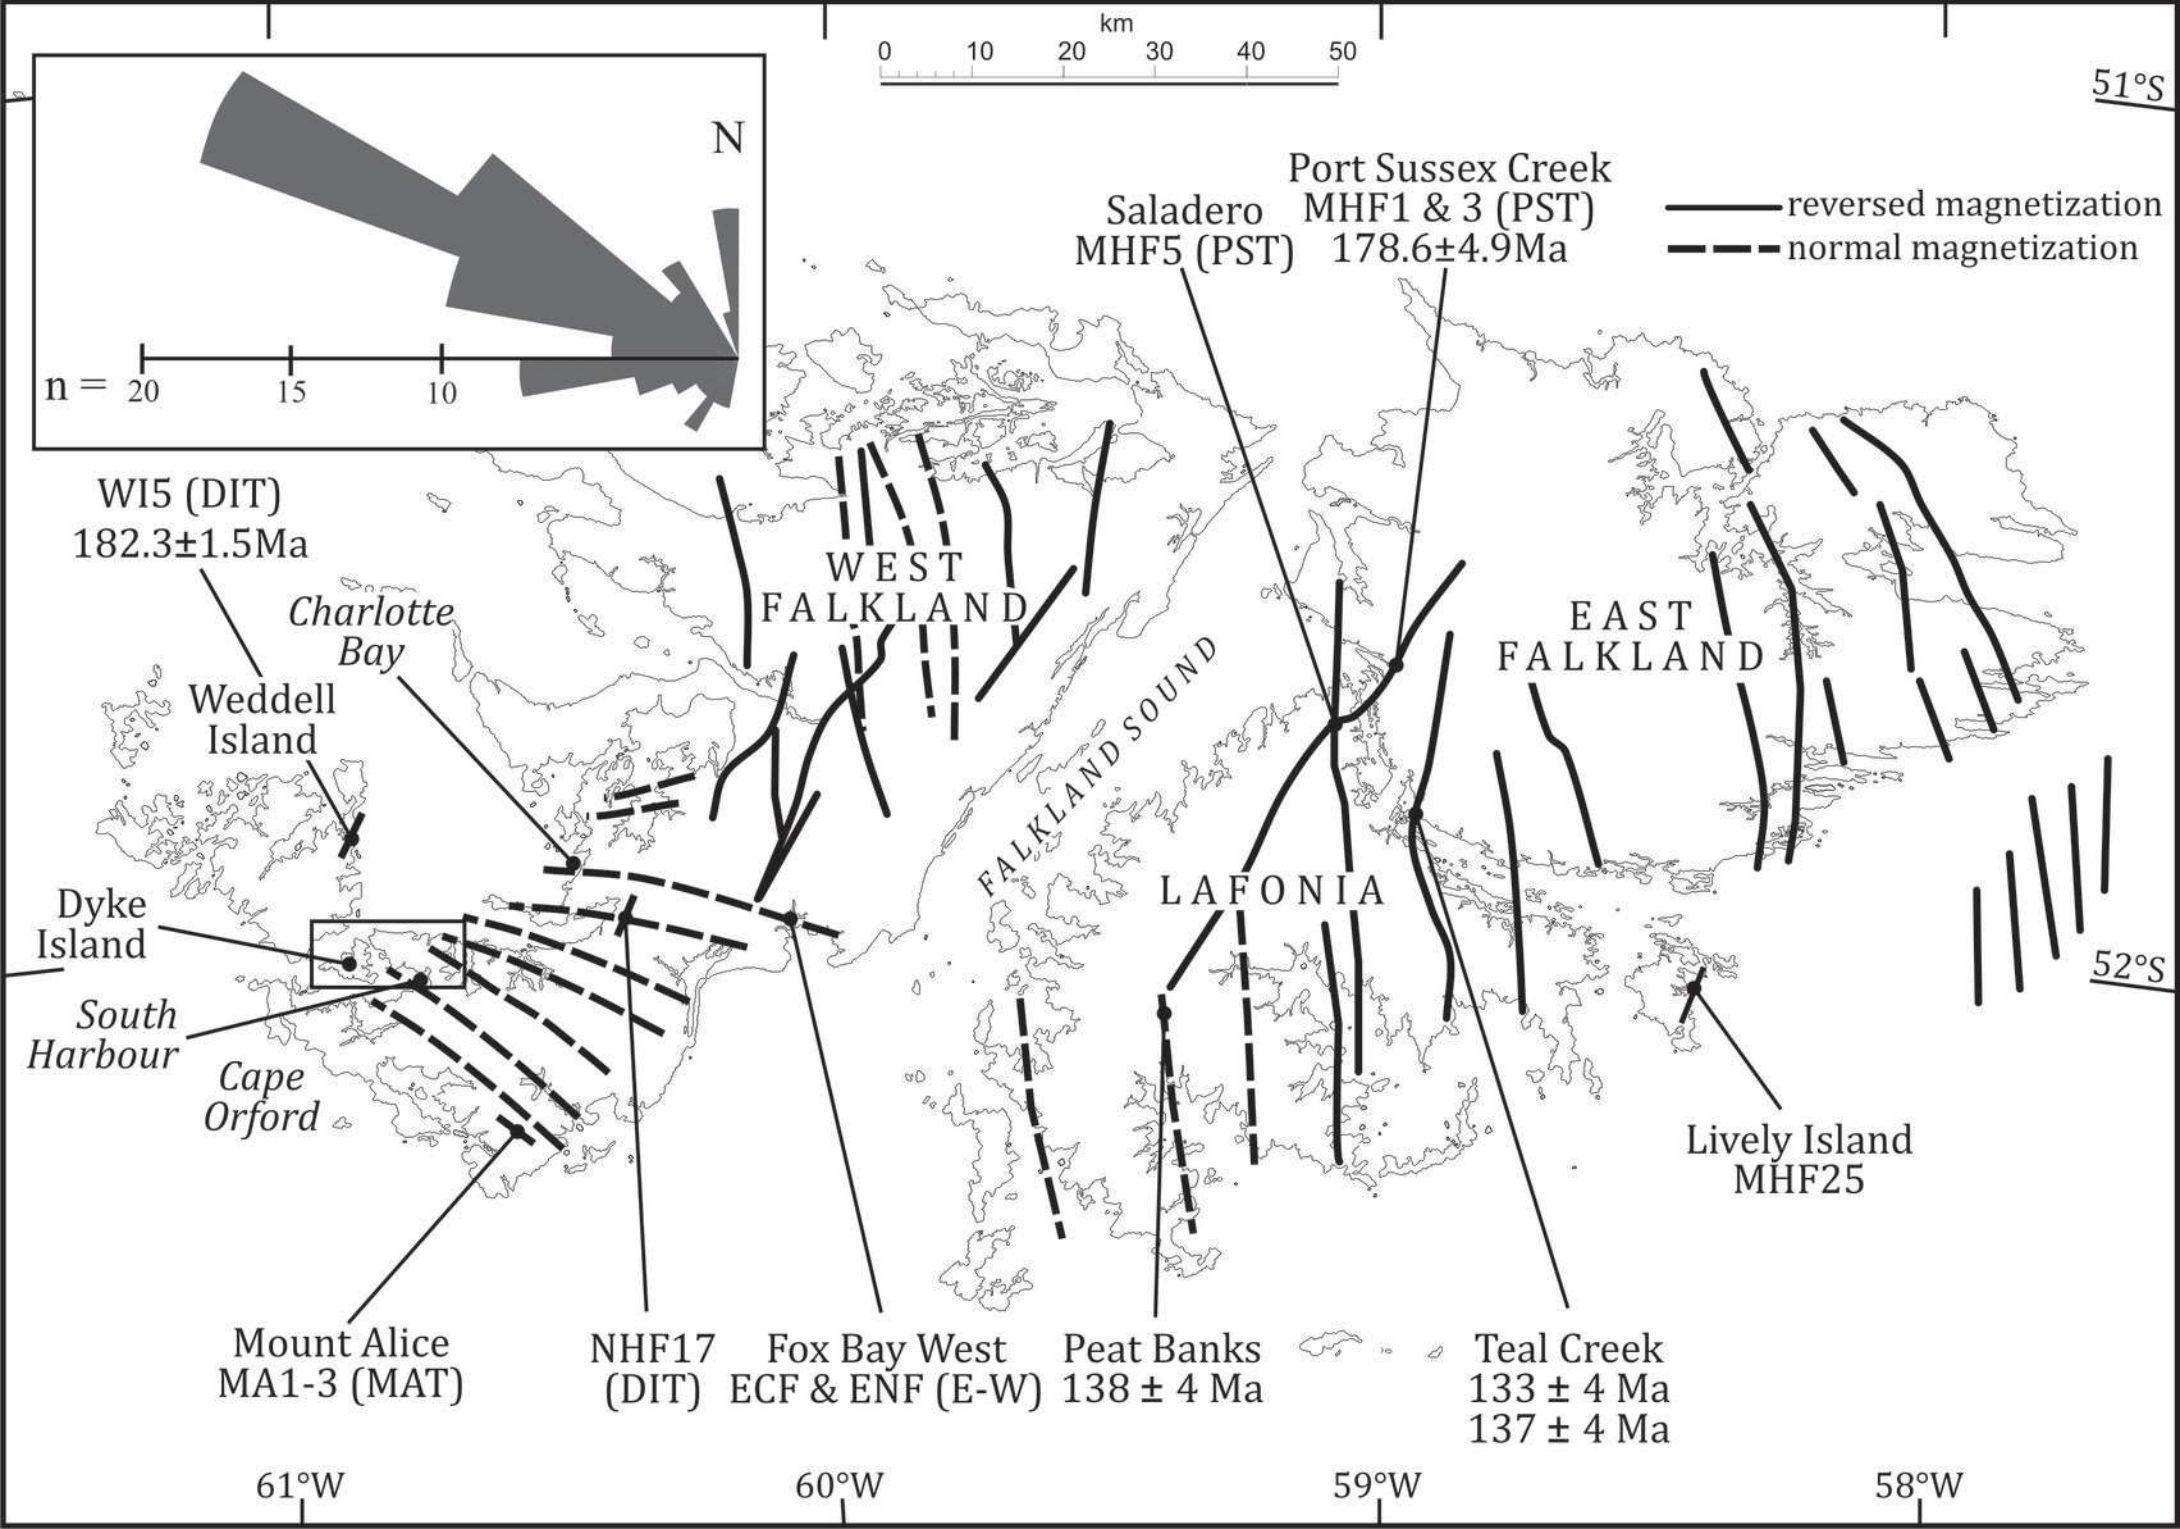 km
0 10 20 30 40 50
51°S
N
n = 20 15 10
Port Sussex Creek
MHF1 & 3 (PST)
178.6±4.9Ma
Saladero
MHF5 (PST)
reversed magnetization
normal magnetization
WI5 (DIT)
182.3±1.5Ma
Charlotte
Bay
Weddell
Island
WEST
FALKLAND
EAST
FALKLAND
FALKLAND SOUND
LAFONIA
Dyke
Island
South
Harbour
Cape
Orford
52°S
Lively Island
MHF25
Mount Alice
MA1-3 (MAT)
NHF17
(DIT)
Fox Bay West
ECF & ENF (E-W)
Peat Banks
138 ± 4 Ma
Teal Creek
133 ± 4 Ma
137 ± 4 Ma
61°W 60°W 59°W 58°W